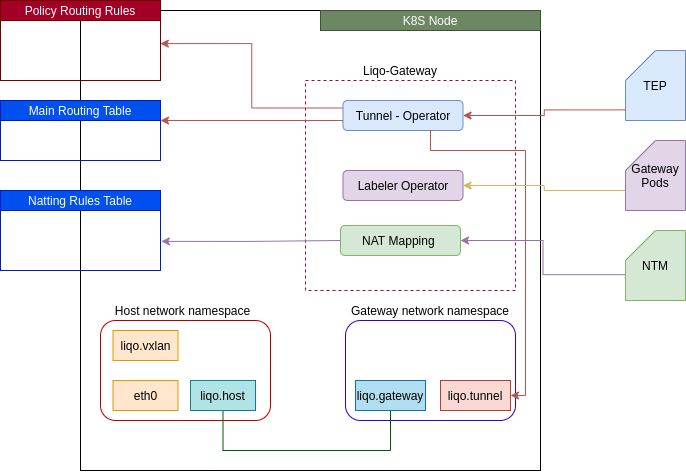 Policy Routing Rules
K8S Node
Main Routing Table
Liqo-Gateway
Tunnel - Operator
TEP
Natting Rules Table
Labeler Operator
Gateway
Pods
NAT Mapping
NTM
Host network namespace
Gateway network namespace
liqo.vxlan
eth0
liqo.host
liqo.gateway
liqo.tunnel